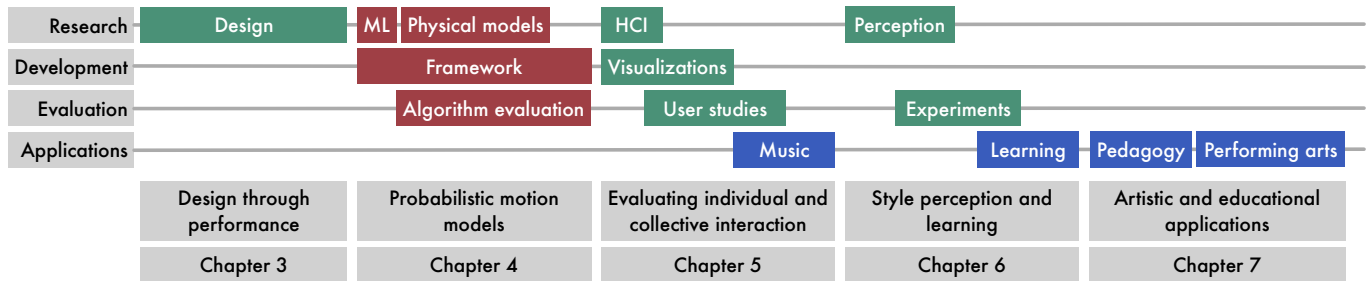 Research Design ML Physical models HCI Perception
Development Framework Visualizations
Evaluation Algorithm evaluation User studies Experiments
Applications Music Learning Pedagogy Performing arts
Design through performance
Probabilistic motion models
Evaluating individual and collective interaction
Style perception and learning
Artistic and educational applications
Chapter 3 Chapter 4 Chapter 5 Chapter 6 Chapter 7